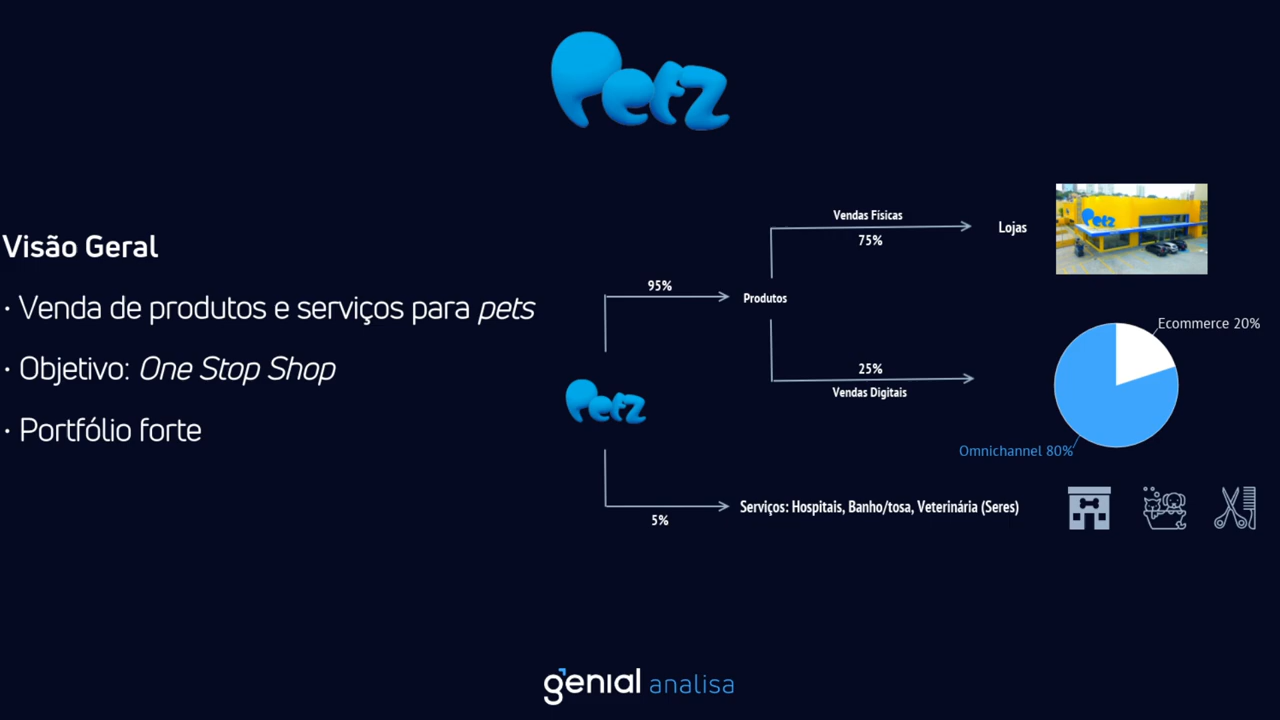 Petz
Visão Geral
· Venda de produtos e serviços para pets
· Objetivo: One Stop Shop
· Portfólio forte
Petz
95%
Produtos
Vendas Físicas
75%
Lojas
Petz
25%
Vendas Digitais
Ecommerce 20%
Omnichannel 80%
5%
Serviços: Hospitais, Banho/tosa, Veterinária (Seres)
genial analisa